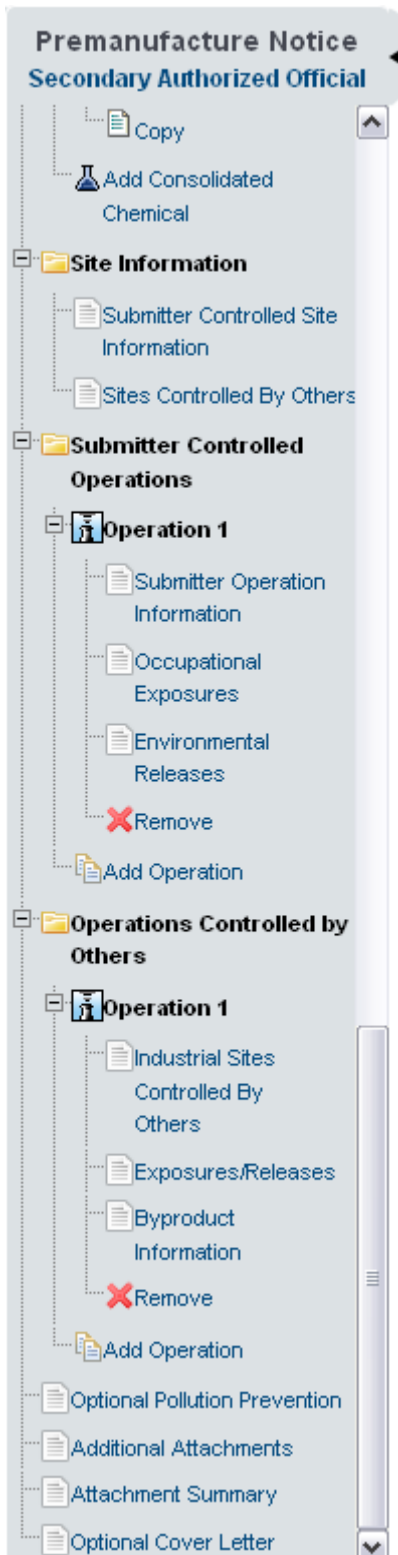 Premanufacture Notice
Secondary Authorized Official
Copy
Add Consolidated
Chemical
Site Information
Submitter Controlled Site
Information
Sites Controlled By Others
Submitter Controlled
Operations
Operation 1
Submitter Operation
Information
Occupational
Exposures
Environmental
Releases
Remove
Add Operation
Operations Controlled by
Others
Operation 1
Industrial Sites
Controlled By
Others
Exposures/Releases
Byproduct
Information
Remove
Add Operation
Optional Pollution Prevention
Additional Attachments
Attachment Summary
Optional Cover Letter